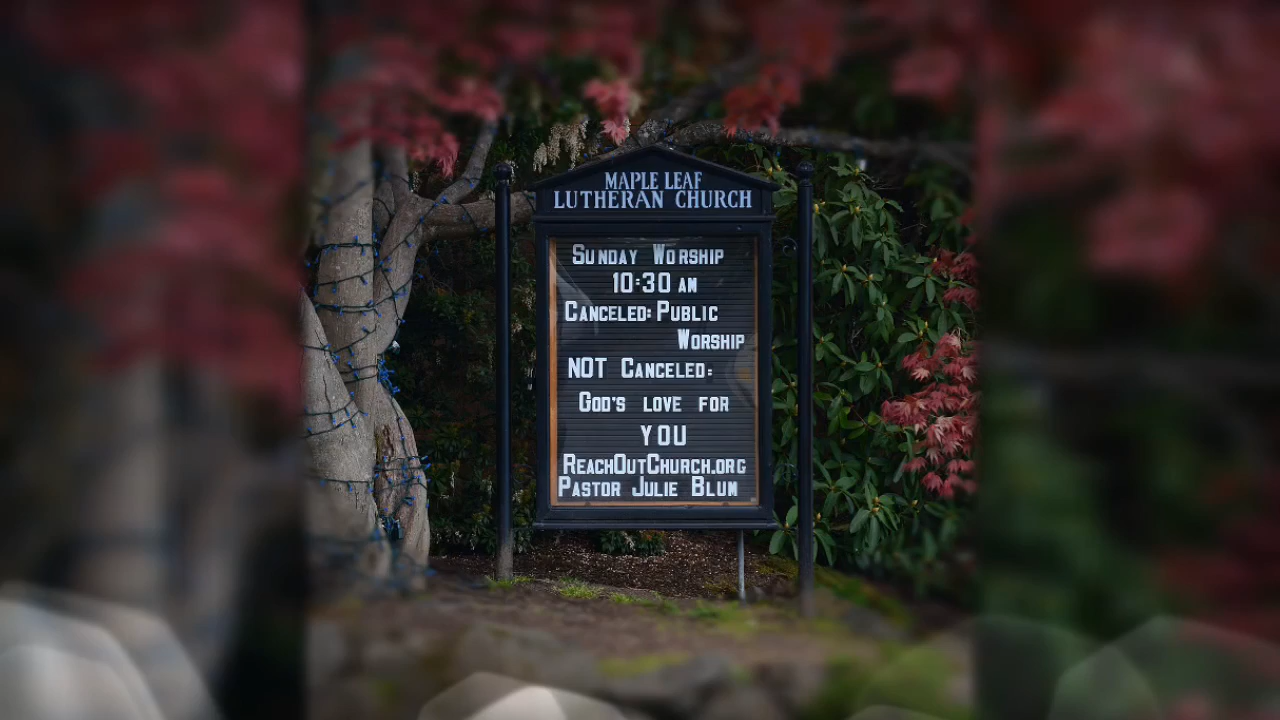 MAPLE LEAF
LUTHERAN CHURCH
SUNDAY WORSHIP
10:30 AM
CANCELED: PUBLIC
WORSHIP
NOT CANCELED:
GOD'S LOVE FOR
YOU
REACHOUTCHURCH.ORG
PASTOR JULIE BLUM